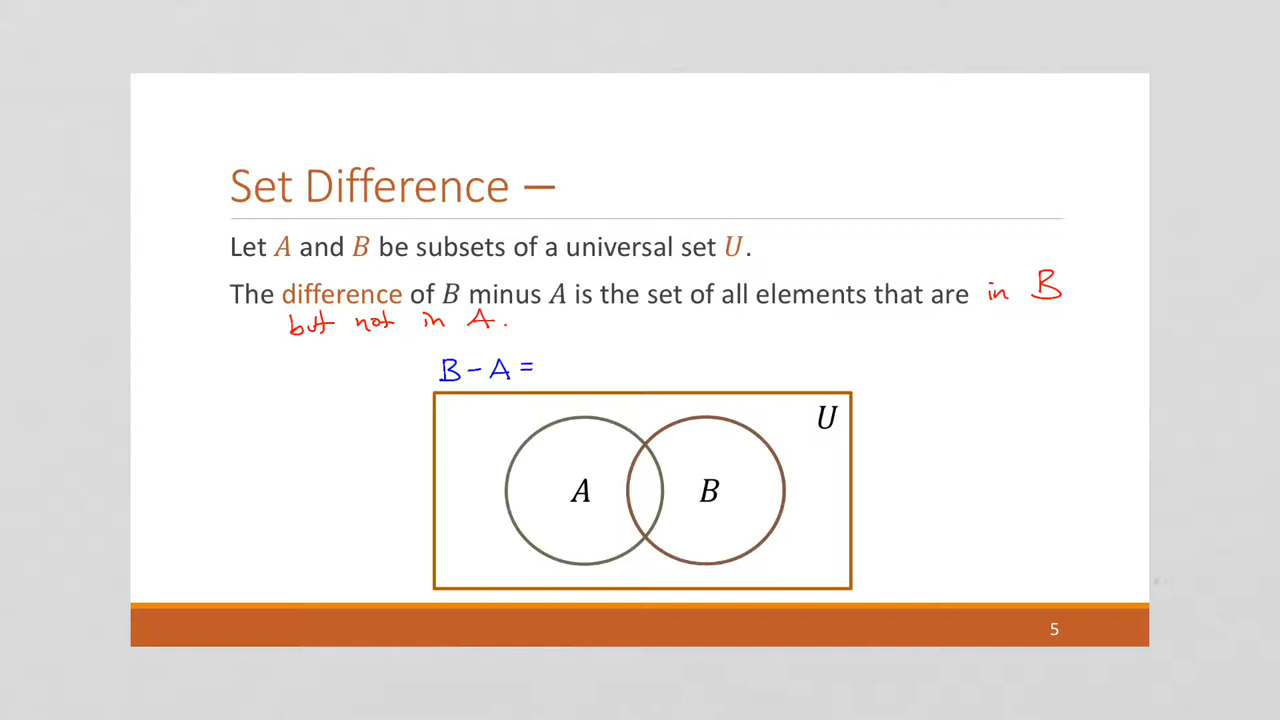 Set Difference –
Let A and B be subsets of a universal set U.
The difference of B minus A is the set of all elements that are in B
but not in A.
B - A =
U
A
B
5